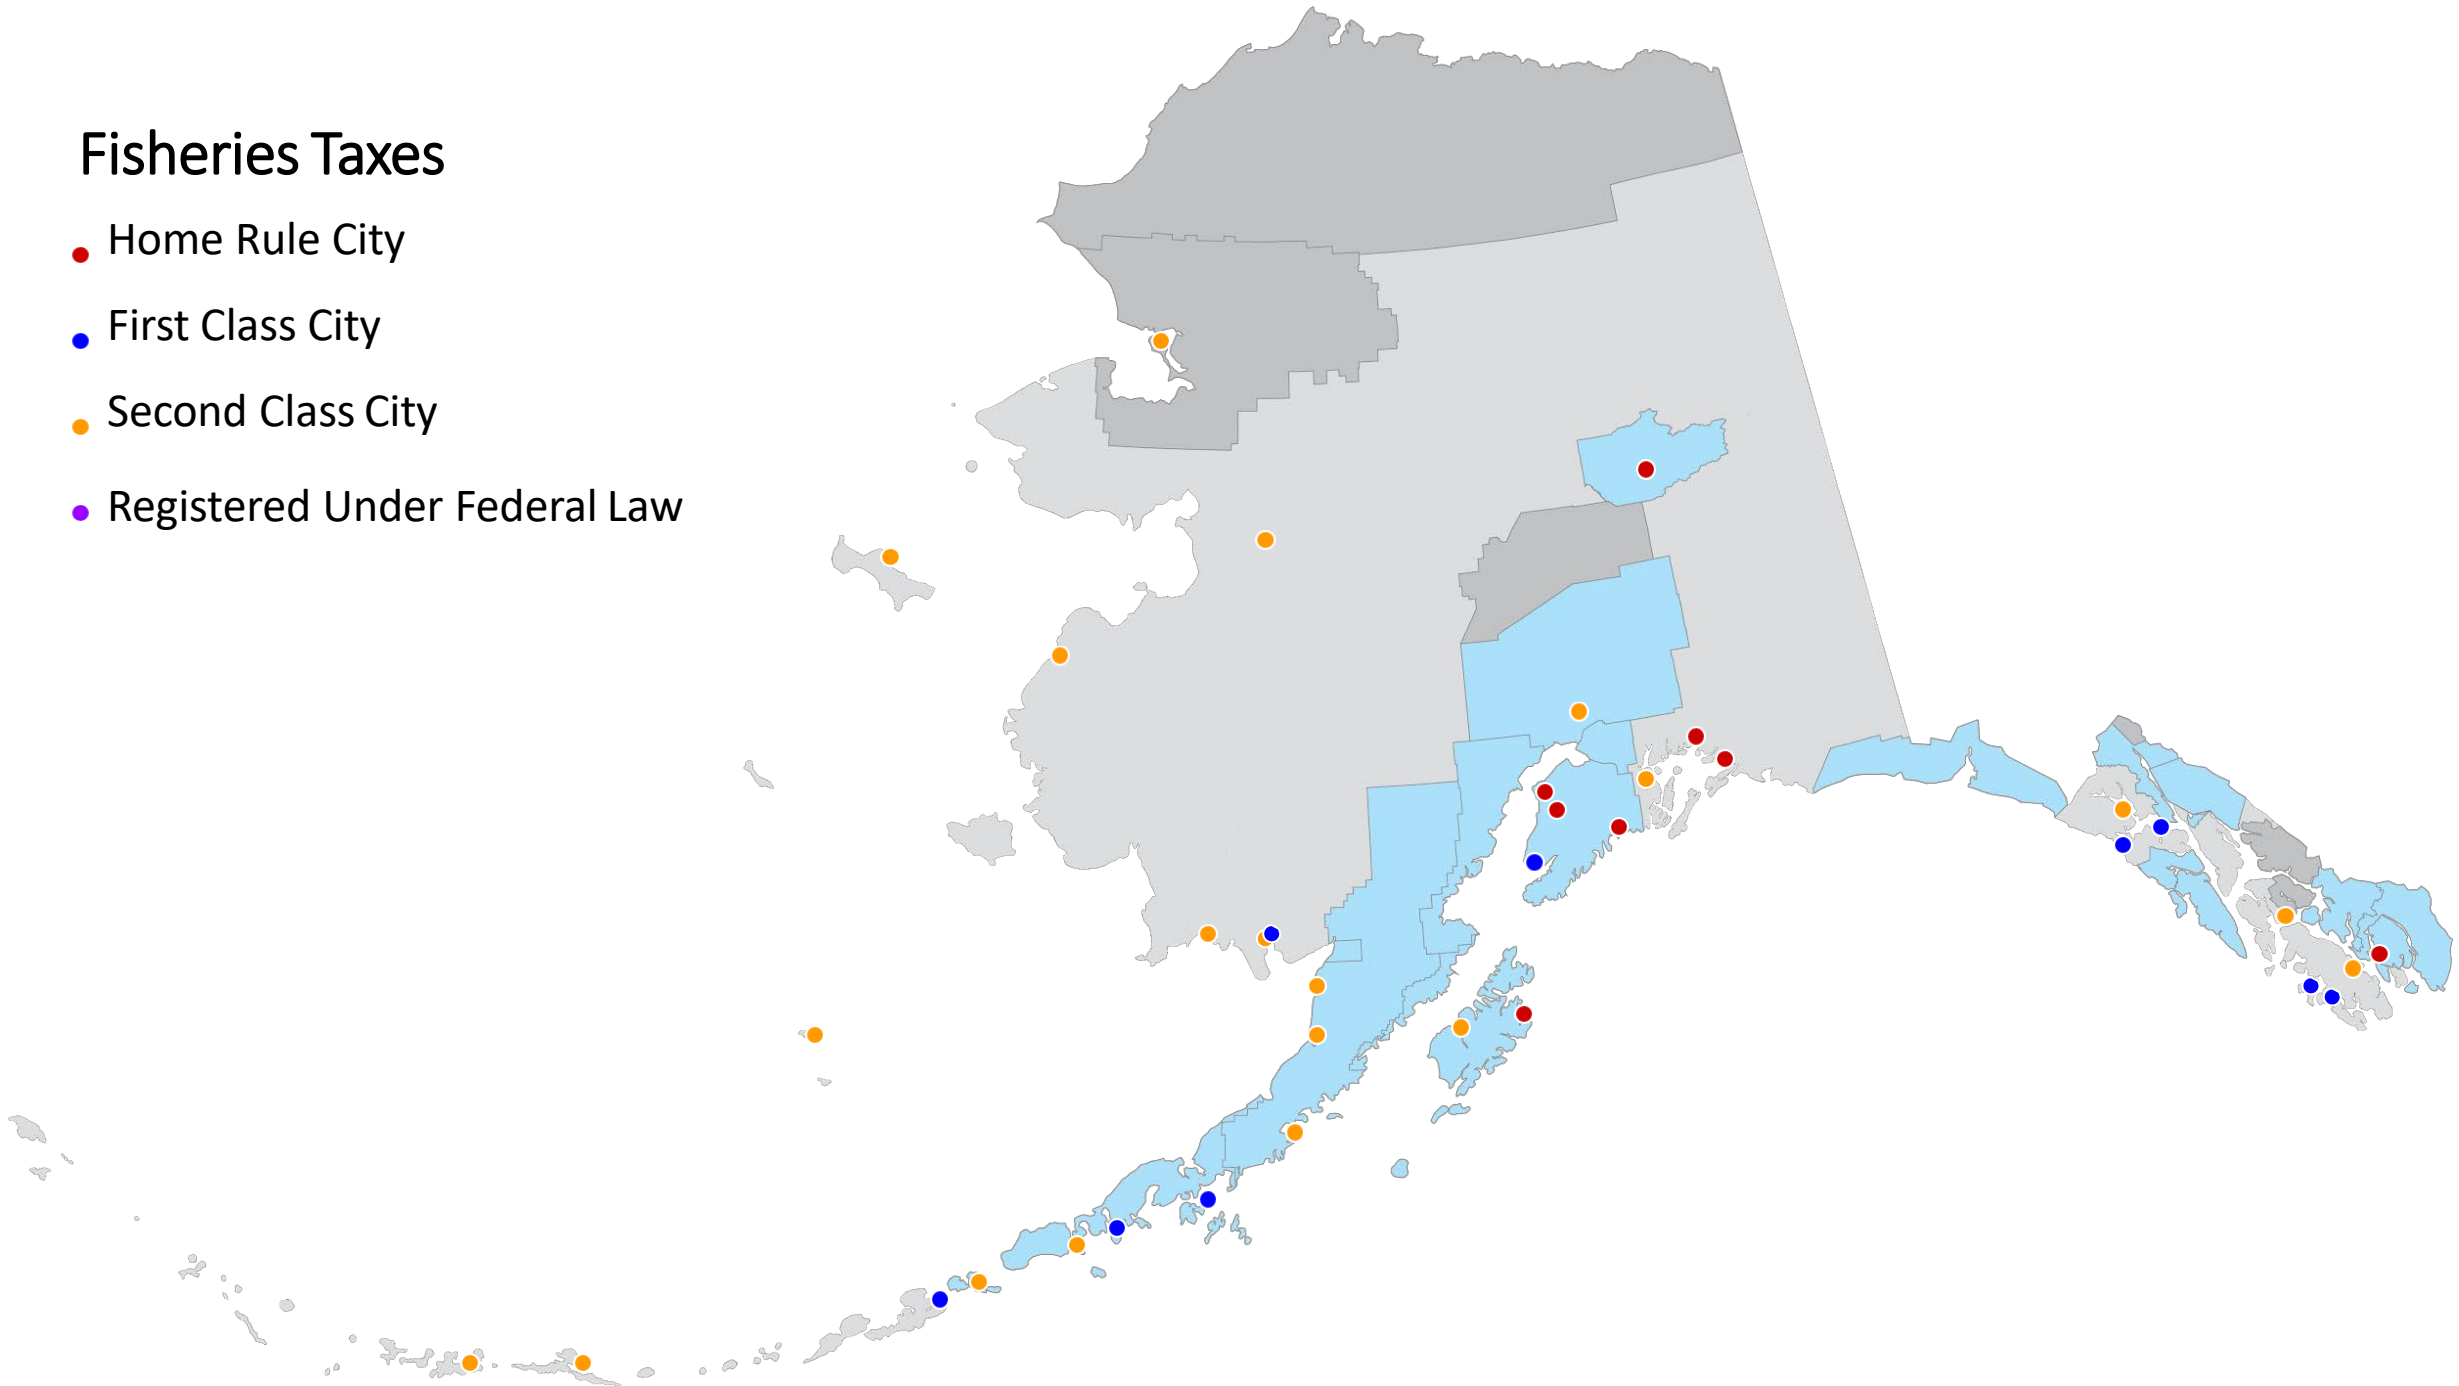 Fisheries Taxes
Home Rule City
First Class City
Second Class City
Registered Under Federal Law